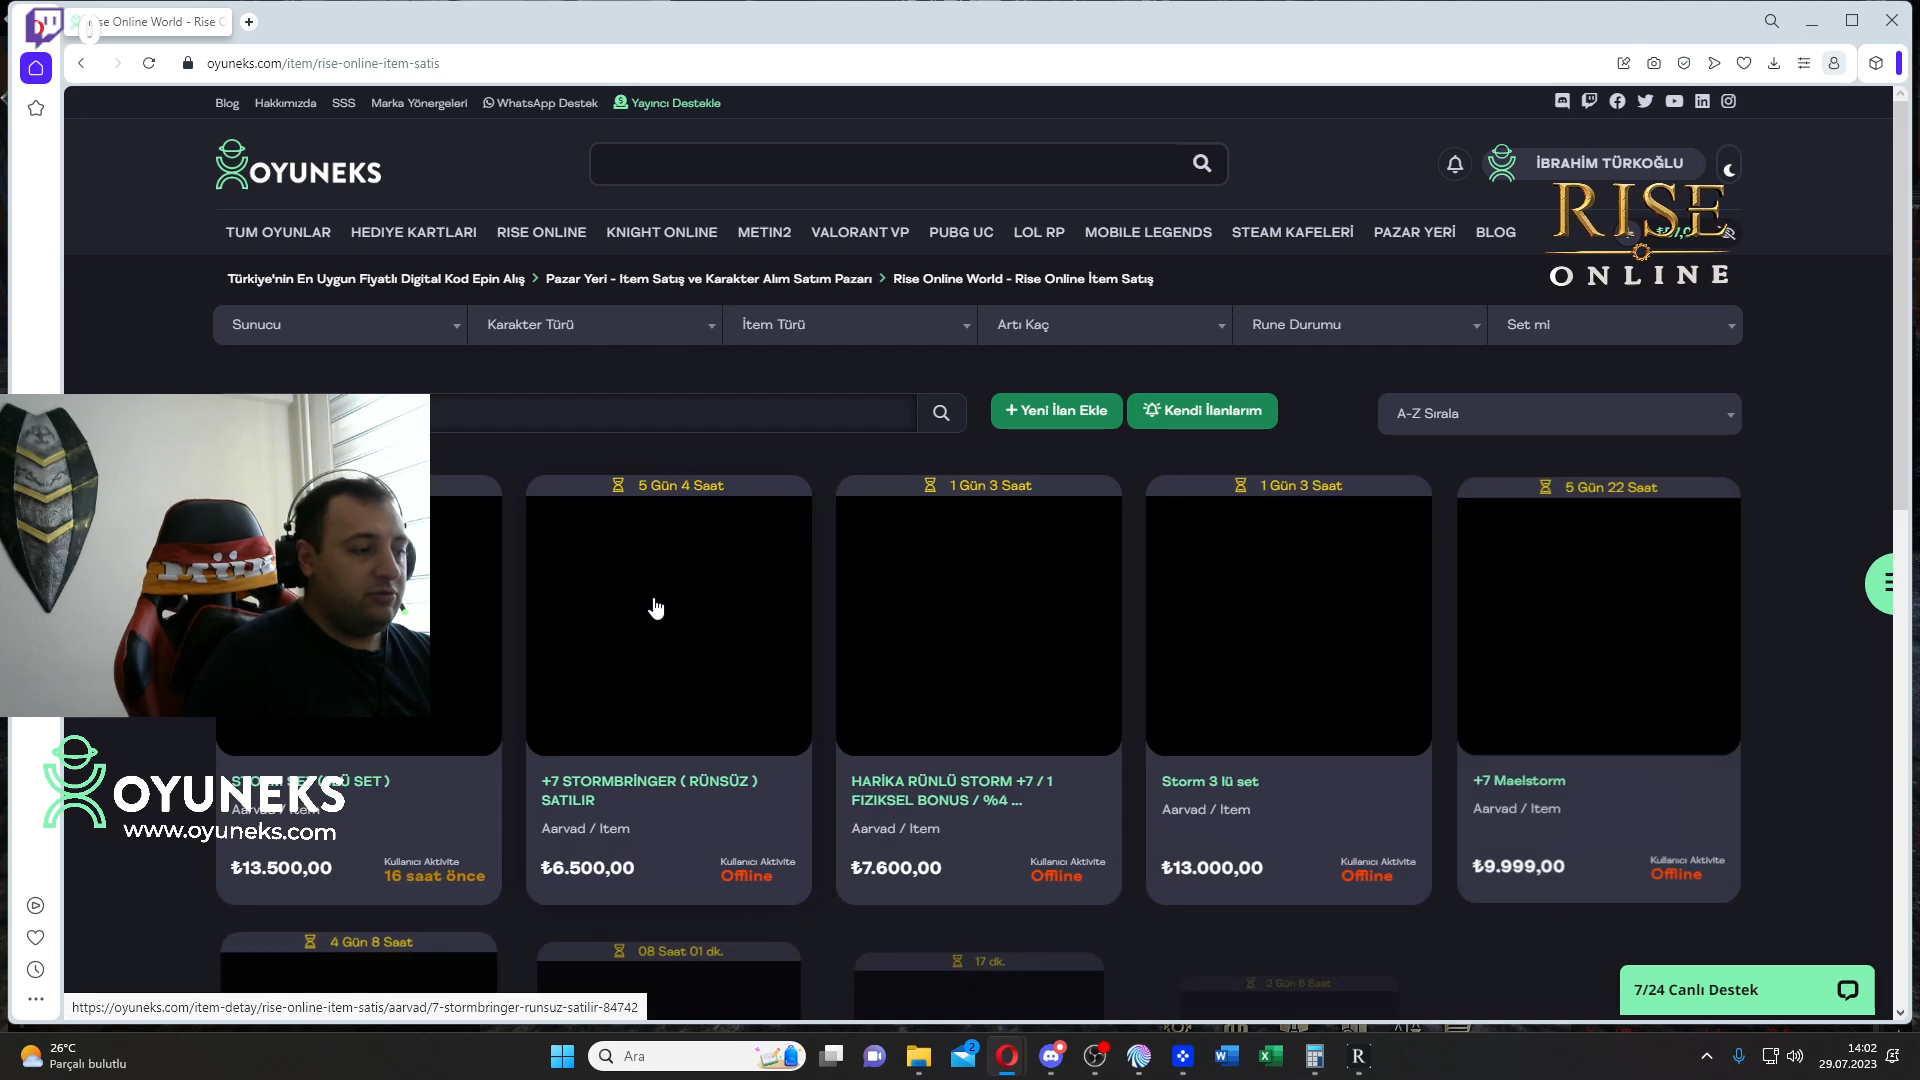 oyuneks.com/item/rise-online-item-satis
Blog Hakkımızda SSS Marka Yönergeleri WhatsApp Destek Yayıncı Destekle
OYUNEKS
İBRAHİM TÜRKOĞLU
RISE
ONLINE
TUM OYUNLAR HEDIYE KARTLARI RISE ONLINE KNIGHT ONLINE METIN2 VALORANT VP PUBG UC LOL RP MOBILE LEGENDS STEAM KAFELERİ PAZAR YERİ BLOG
Türkiye'nin En Uygun Fiyatlı Digital Kod Epin Alış > Pazar Yeri - Item Satış ve Karakter Alım Satım Pazarı > Rise Online World - Rise Online İtem Satış
Sunucu Karakter Türü İtem Türü Artı Kaç Rune Durumu Set mi
+ Yeni İlan Ekle Kendi İlanlarım A-Z Sırala
5 Gün 4 Saat 1 Gün 3 Saat 1 Gün 3 Saat 5 Gün 22 Saat
MÜK
SET )
Aarvad / Item
₺13.500,00
Kullanıcı Aktivite
16 saat önce
+7 STORMBRİNGER ( RÜNSÜZ )
SATILIR
Aarvad / Item
₺6.500,00
Kullanıcı Aktivite
Offline
HARİKA RÜNLÜ STORM +7 / 1
FIZIKSEL BONUS / %4 ...
Aarvad / Item
₺7.600,00
Kullanıcı Aktivite
Offline
Storm 3 lü set
Aarvad / Item
₺13.000,00
Kullanıcı Aktivite
Offline
+7 Maelstorm
Aarvad / Item
₺9.999,00
Kullanıcı Aktivite
Offline
OYUNEKS
www.oyuneks.com
4 Gün 8 Saat 08 Saat 01 dk. 17 dk. 2 Gün 6 Saat
7/24 Canlı Destek
https://oyuneks.com/item-detay/rise-online-item-satis/aarvad/7-stormbringer-runsuz-satilir-84742
26°C
Parçalı bulutlu
Ara
2
R
14:02
29.07.2023